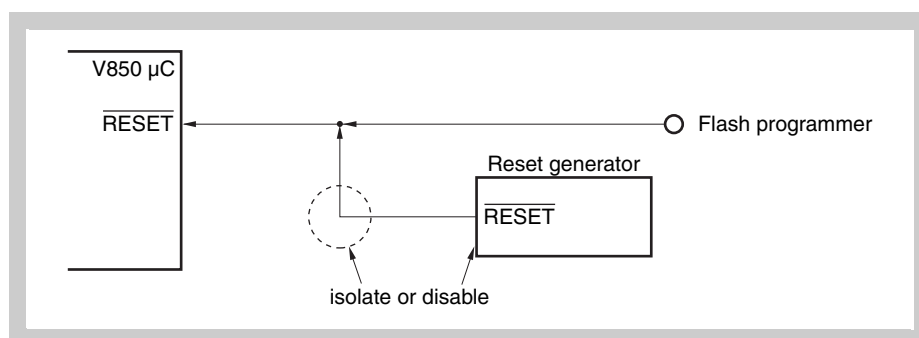 V850 µC
RESET
Flash programmer
Reset generator
RESET
isolate or disable